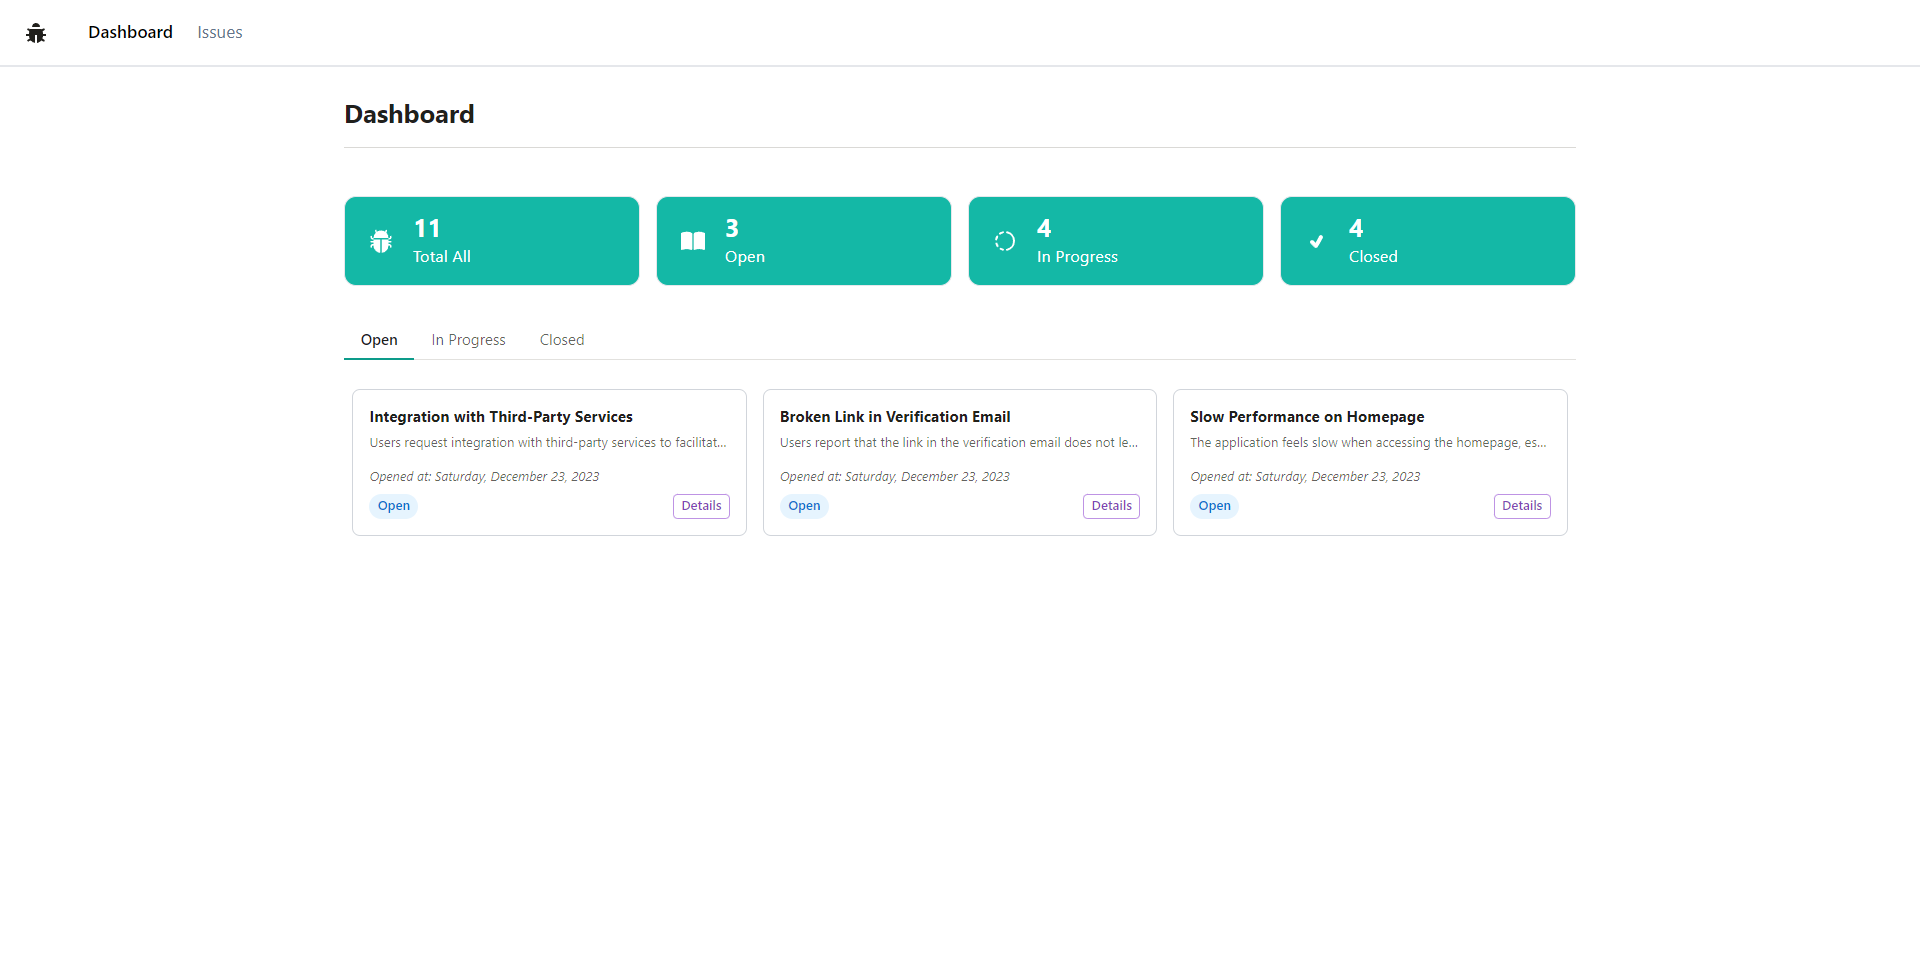 Dashboard Issues
Dashboard
11
Total All
3
Open
4
In Progress
4
Closed
Open In Progress Closed
Integration with Third-Party Services
Users request integration with third-party services to facilitat...
Opened at: Saturday, December 23, 2023
Open Details
Broken Link in Verification Email
Users report that the link in the verification email does not le...
Opened at: Saturday, December 23, 2023
Open Details
Slow Performance on Homepage
The application feels slow when accessing the homepage, es...
Opened at: Saturday, December 23, 2023
Open Details